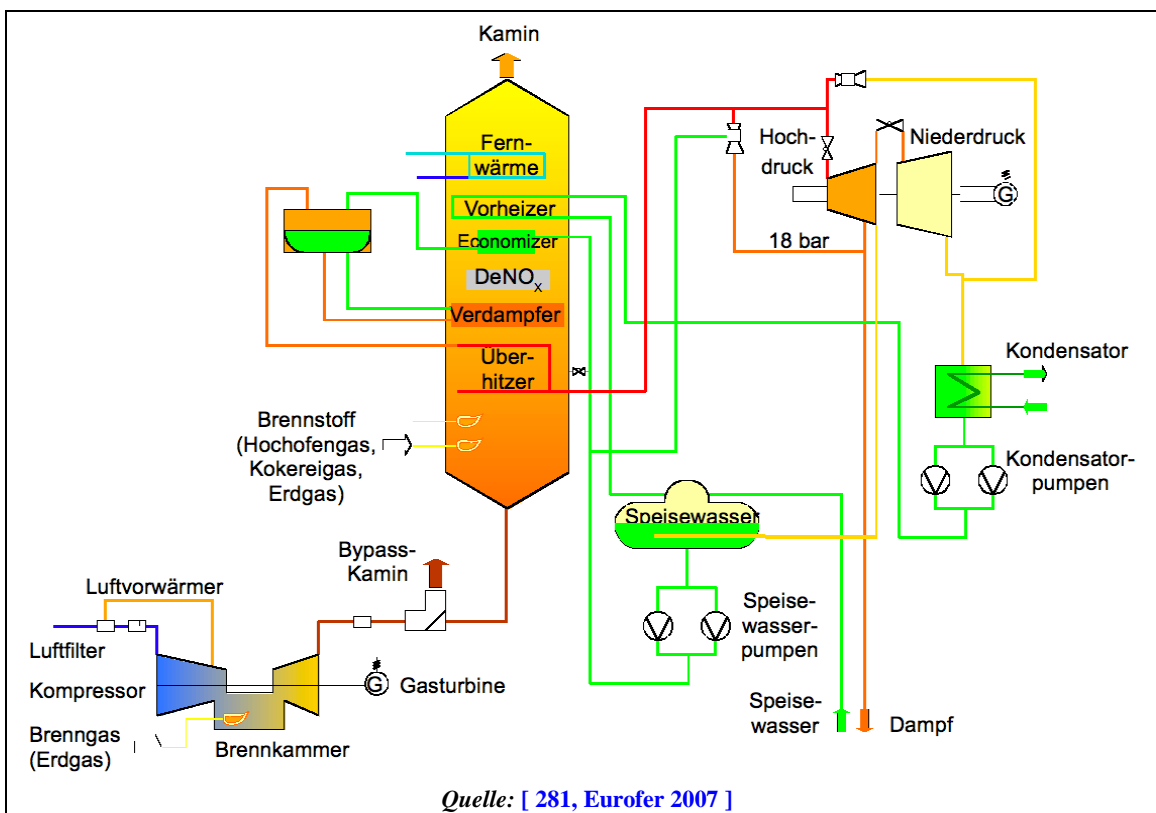 Kamin
Fern-
wärme
Vorheizer
Economizer
DeNOx
Verdampfer
Über-
hitzer
Brennstoff
(Hochofengas,
Kokereigas,
Erdgas)
Hoch-
druck
Niederdruck
G
18 bar
Kondensator
Kondensator-
pumpen
Speisewasser
Speise-
wasser-
pumpen
Speise-
wasser
Dampf
Bypass-
Kamin
Luftvorwärmer
Luftfilter
Kompressor
G
Gasturbine
Brenngas
(Erdgas)
Brennkammer
Quelle: [ 281, Eurofer 2007 ]